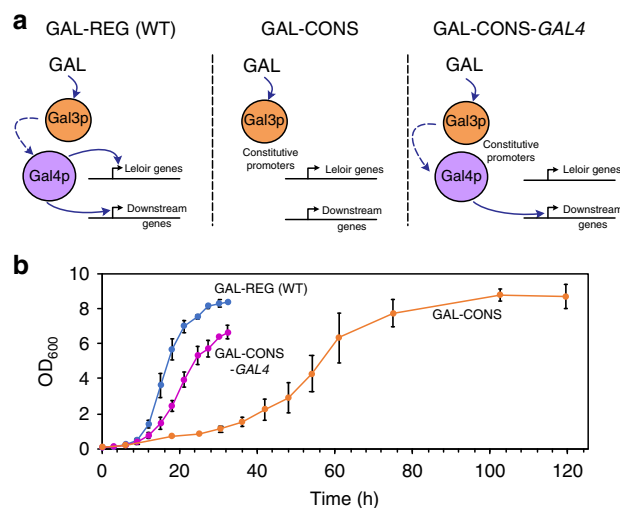 a
GAL-REG (WT)
GAL-CONS
GAL-CONS-GAL4
GAL
Gal3p
Gal4p
Leloir genes
Downstream
genes
GAL
Gal3p
Constitutive
promoters
Leloir genes
Downstream
genes
GAL
Gal3p
Constitutive
promoters
Gal4p
Leloir genes
Downstream
genes
b
10
8
6
4
2
0
OD600
GAL-REG (WT)
GAL-CONS
-GAL4
GAL-CONS
0 20 40 60 80 100 120
Time (h)